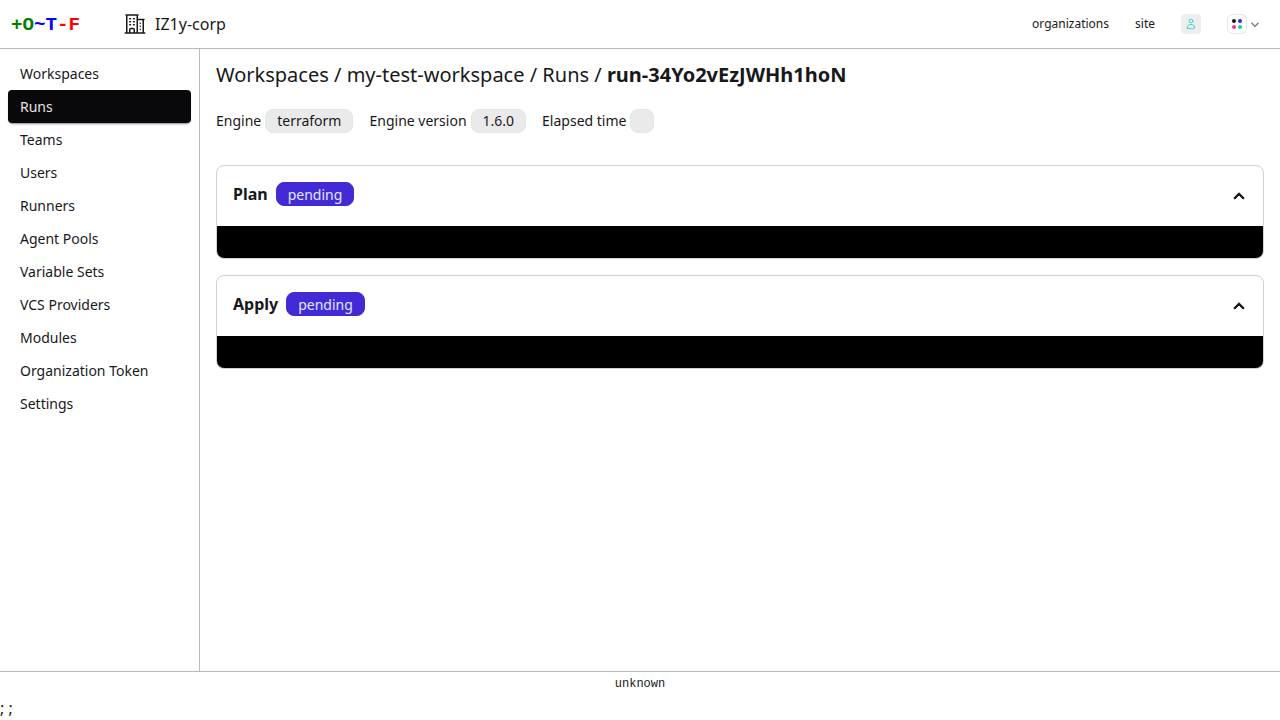 +O~T-F IZ1y-corp organizations site
Workspaces
Runs
Teams
Users
Runners
Agent Pools
Variable Sets
VCS Providers
Modules
Organization Token
Settings
Workspaces / my-test-workspace / Runs / run-34Yo2vEzJWHh1hoN
Engine terraform Engine version 1.6.0 Elapsed time
Plan pending
Apply pending
unknown
;;